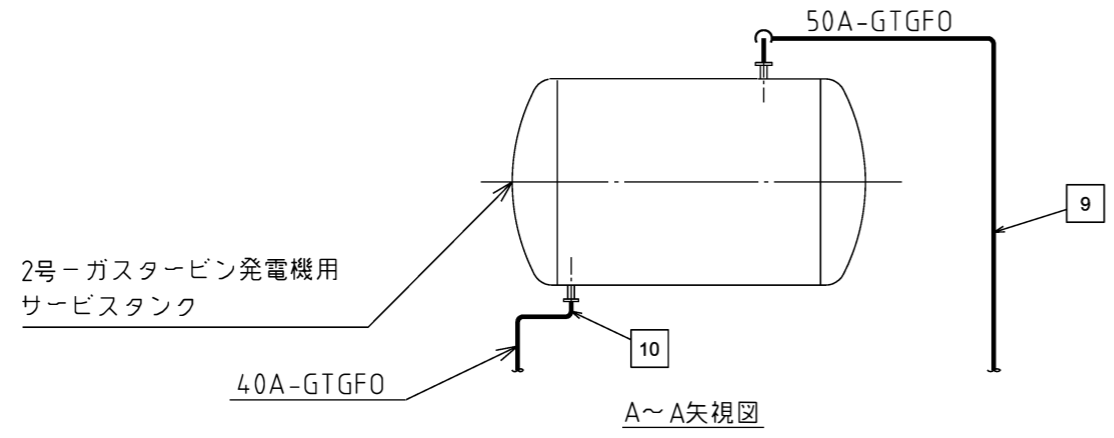 50A-GTGFO
9
2号-ガスタービン発電機用
サービスタンク
10
40A-GTGFO
A~A矢視図